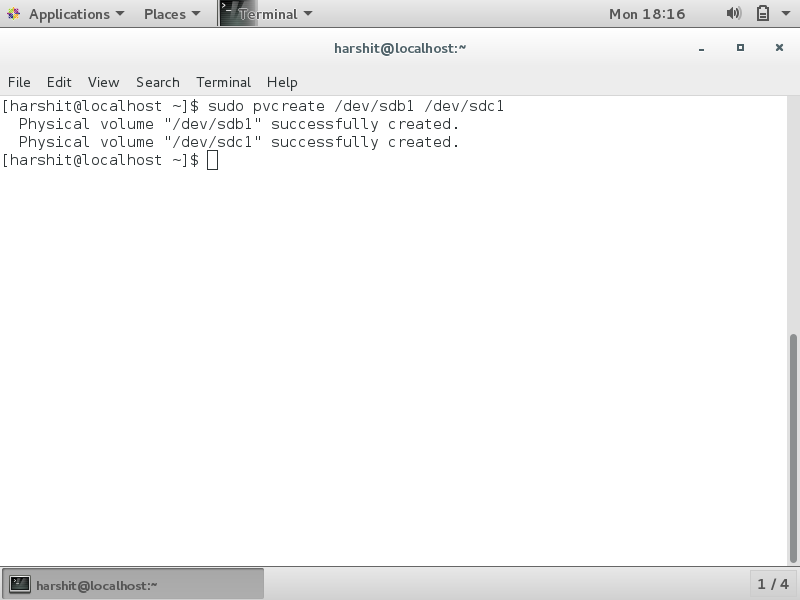 Applications Places Terminal Mon 18:16
harshit@localhost:~
File Edit View Search Terminal Help
[harshit@localhost ~]$ sudo pvcreate /dev/sdb1 /dev/sdc1
  Physical volume "/dev/sdb1" successfully created.
  Physical volume "/dev/sdc1" successfully created.
[harshit@localhost ~]$
harshit@localhost:~ 1 / 4